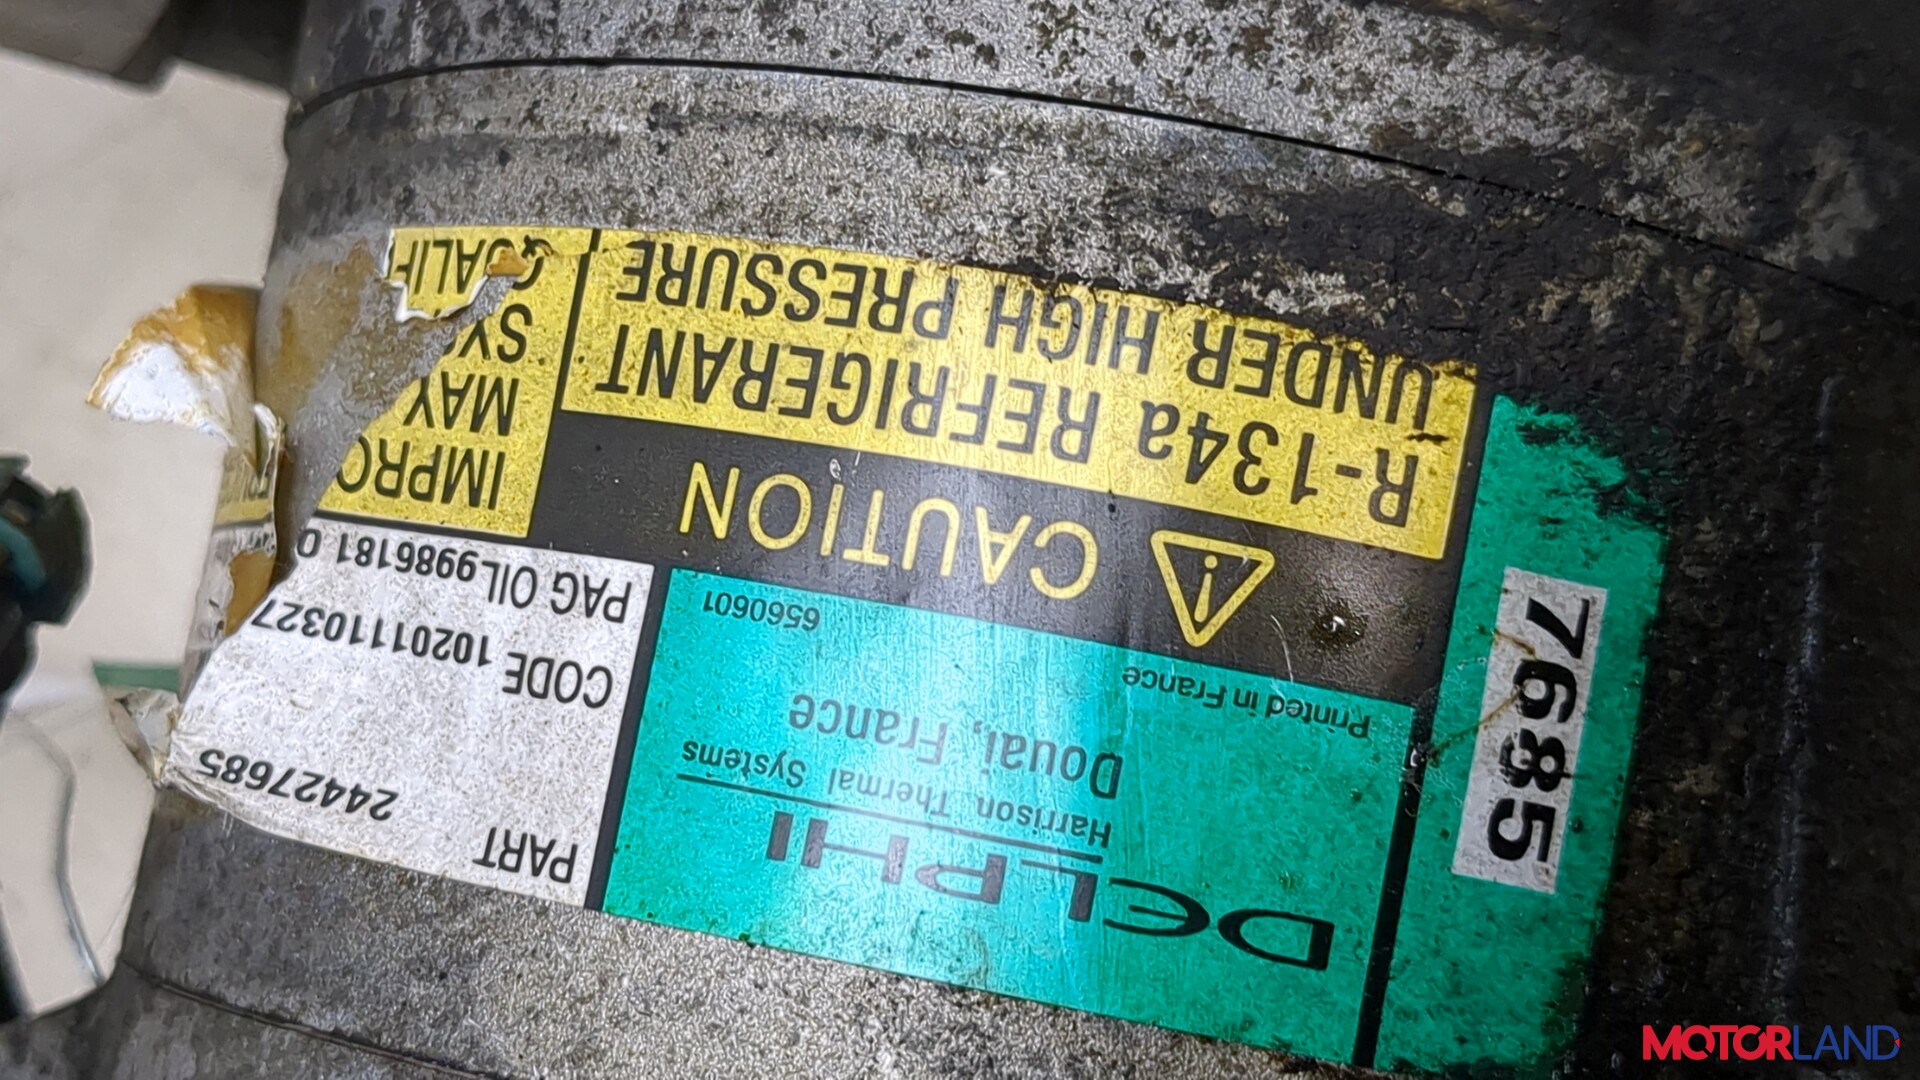 DELPHI
Harrison Thermal Systems
Douai, France
Printed in France
6560601
7685
PART
24427685
CODE 1020110327
PAG OIL 9986181
CAUTION
R-134a REFRIGERANT
UNDER HIGH PRESSURE
IMPRO
MAY
SYS
QUALIF
MOTORLAND